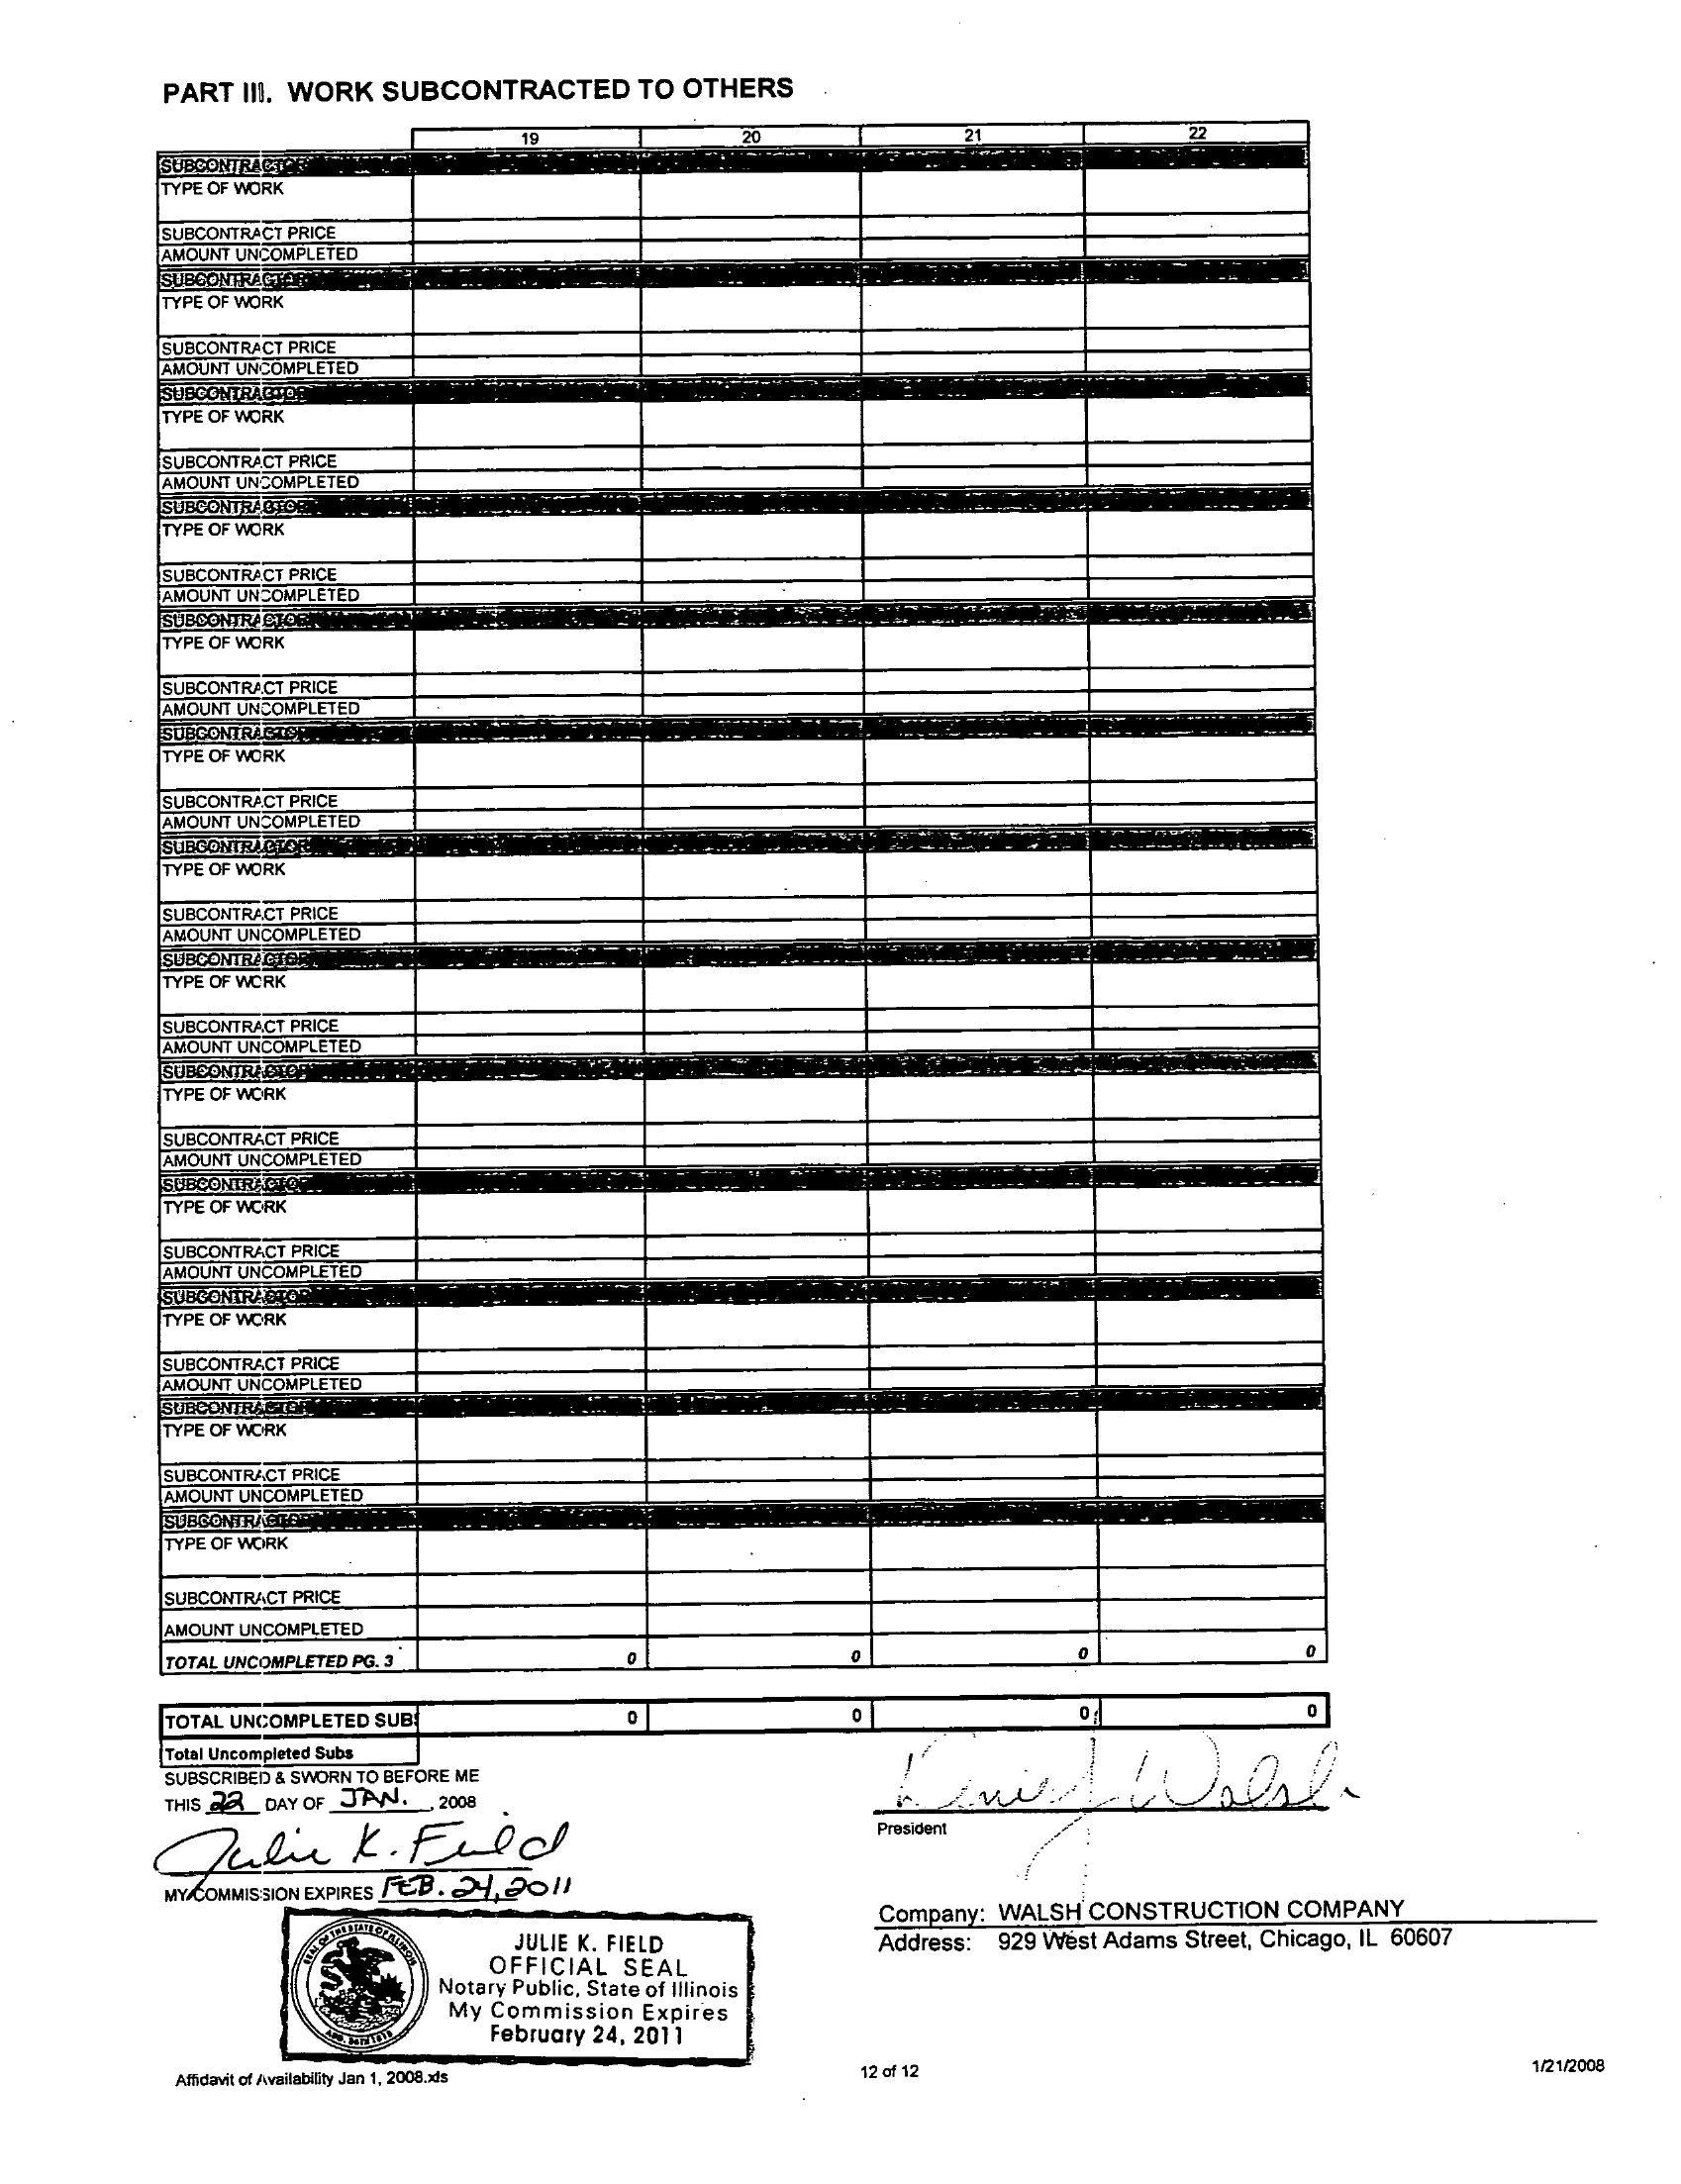 PART III. WORK SUBCONTRACTED TO OTHERS
19 20 21 22
SUBCONTRACTOR
TYPE OF WORK
SUBCONTRACT PRICE
AMOUNT UNCOMPLETED
SUBCONTRACTOR
TYPE OF WORK
SUBCONTRACT PRICE
AMOUNT UNCOMPLETED
SUBCONTRACTOR
TYPE OF WORK
SUBCONTRACT PRICE
AMOUNT UNCOMPLETED
SUBCONTRACTOR
TYPE OF WORK
SUBCONTRACT PRICE
AMOUNT UNCOMPLETED
SUBCONTRACTOR
TYPE OF WORK
SUBCONTRACT PRICE
AMOUNT UNCOMPLETED
SUBCONTRACTOR
TYPE OF WORK
SUBCONTRACT PRICE
AMOUNT UNCOMPLETED
SUBCONTRACTOR
TYPE OF WORK
SUBCONTRACT PRICE
AMOUNT UNCOMPLETED
SUBCONTRACTOR
TYPE OF WORK
SUBCONTRACT PRICE
AMOUNT UNCOMPLETED
SUBCONTRACTOR
TYPE OF WORK
SUBCONTRACT PRICE
AMOUNT UNCOMPLETED
SUBCONTRACTOR
TYPE OF WORK
SUBCONTRACT PRICE
AMOUNT UNCOMPLETED
SUBCONTRACTOR
TYPE OF WORK
SUBCONTRACT PRICE
AMOUNT UNCOMPLETED
SUBCONTRACTOR
TYPE OF WORK
SUBCONTRACT PRICE
AMOUNT UNCOMPLETED
SUBCONTRACTOR
TYPE OF WORK
SUBCONTRACT PRICE
AMOUNT UNCOMPLETED
TOTAL UNCOMPLETED PG. 3 0 0 0 0
TOTAL UNCOMPLETED SUB 0 0 0 0
Total Uncompleted Subs
SUBSCRIBED & SWORN TO BEFORE ME
THIS 22 DAY OF JAN. , 2008
Julie K. Field
MY COMMISSION EXPIRES FEB. 24, 2011
Walsh
President
Company: WALSH CONSTRUCTION COMPANY
Address: 929 West Adams Street, Chicago, IL 60607
SEAL OF THE STATE OF ILLINOIS
JULIE K. FIELD
OFFICIAL SEAL
Notary Public, State of Illinois
My Commission Expires
February 24, 2011
Affidavit of Availability Jan 1, 2008.xls
12 of 12
1/21/2008